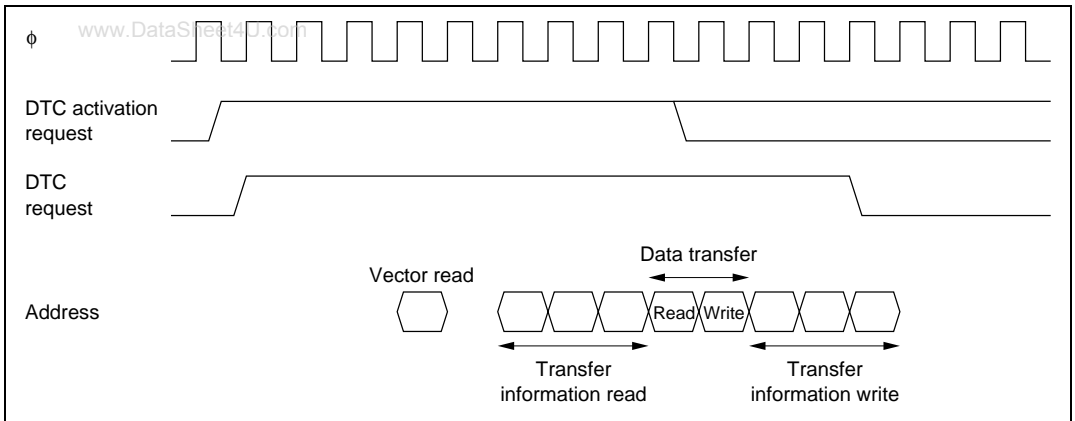 www.DataSheet4U.com
ϕ
DTC activation
request
DTC
request
Data transfer
Vector read
Address
Read
Write
Transfer
information read
Transfer
information write